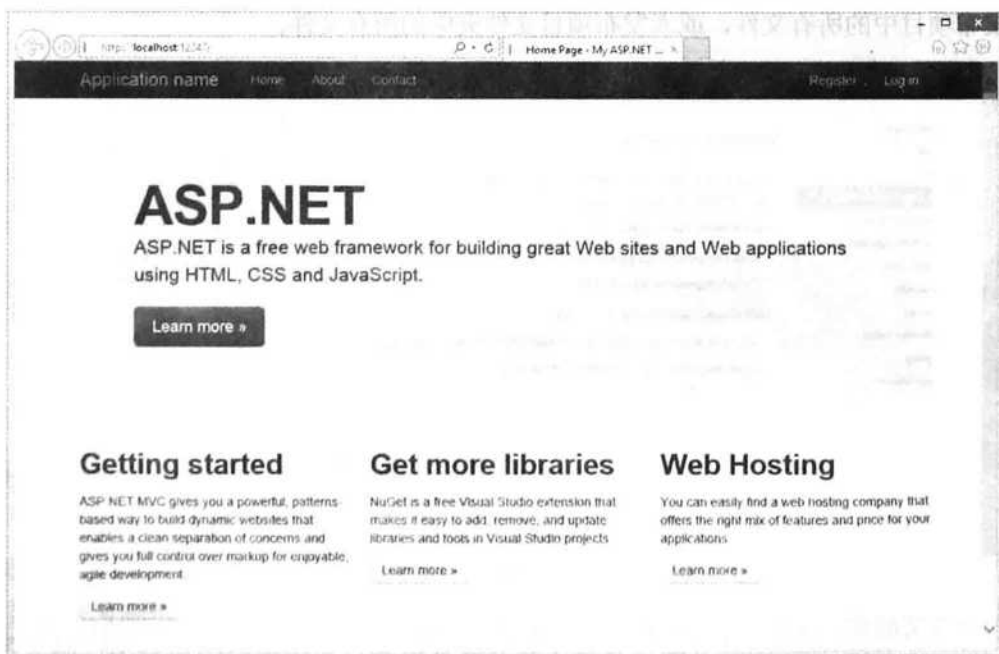 http://localhost:
Home Page - My ASP.NET ...
Application name Home About Contact Register Log in
ASP.NET
ASP.NET is a free web framework for building great Web sites and Web applications
using HTML, CSS and JavaScript.
Learn more »
Getting started
ASP.NET MVC gives you a powerful, patterns-
based way to build dynamic websites that
enables a clean separation of concerns and
gives you full control over markup for enjoyable,
agile development.
Learn more »
Get more libraries
NuGet is a free Visual Studio extension that
makes it easy to add, remove, and update
libraries and tools in Visual Studio projects
Learn more »
Web Hosting
You can easily find a web hosting company that
offers the right mix of features and price for your
applications
Learn more »